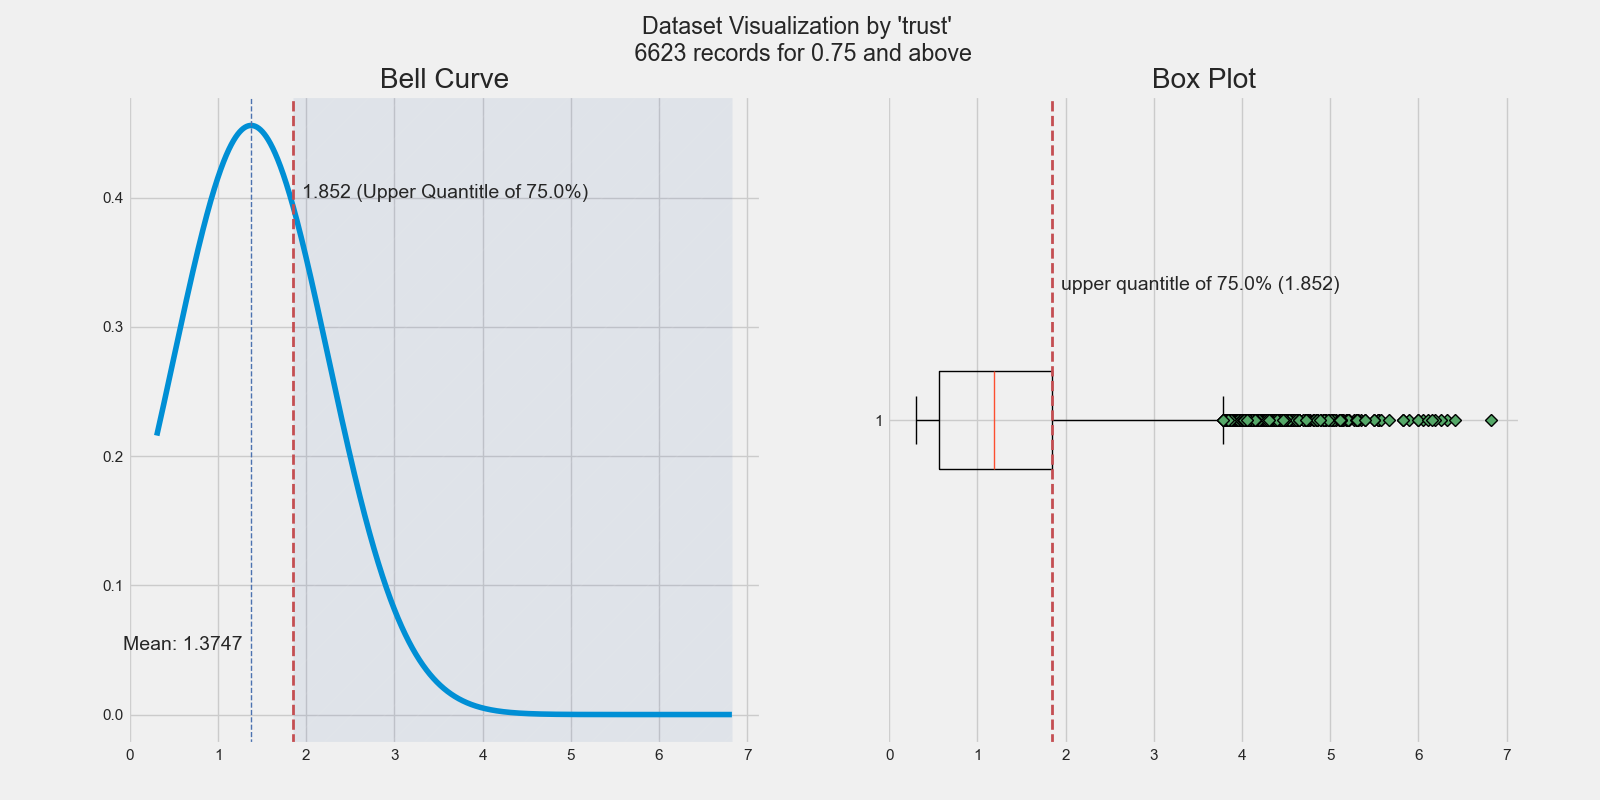 Dataset Visualization by 'trust'
6623 records for 0.75 and above
Bell Curve
0.4
0.3
0.2
0.1
0.0
1.852 (Upper Quantitle of 75.0%)
Mean: 1.3747
0 1 2 3 4 5 6 7
Box Plot
upper quantitle of 75.0% (1.852)
1
0 1 2 3 4 5 6 7